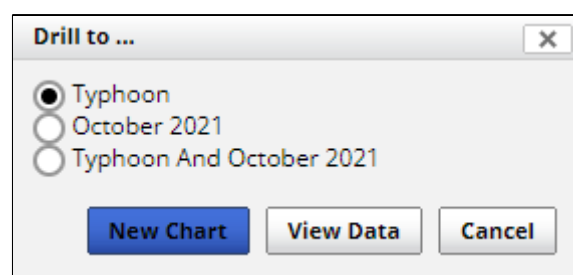 Drill to ...
Typhoon
October 2021
Typhoon And October 2021
New Chart View Data Cancel